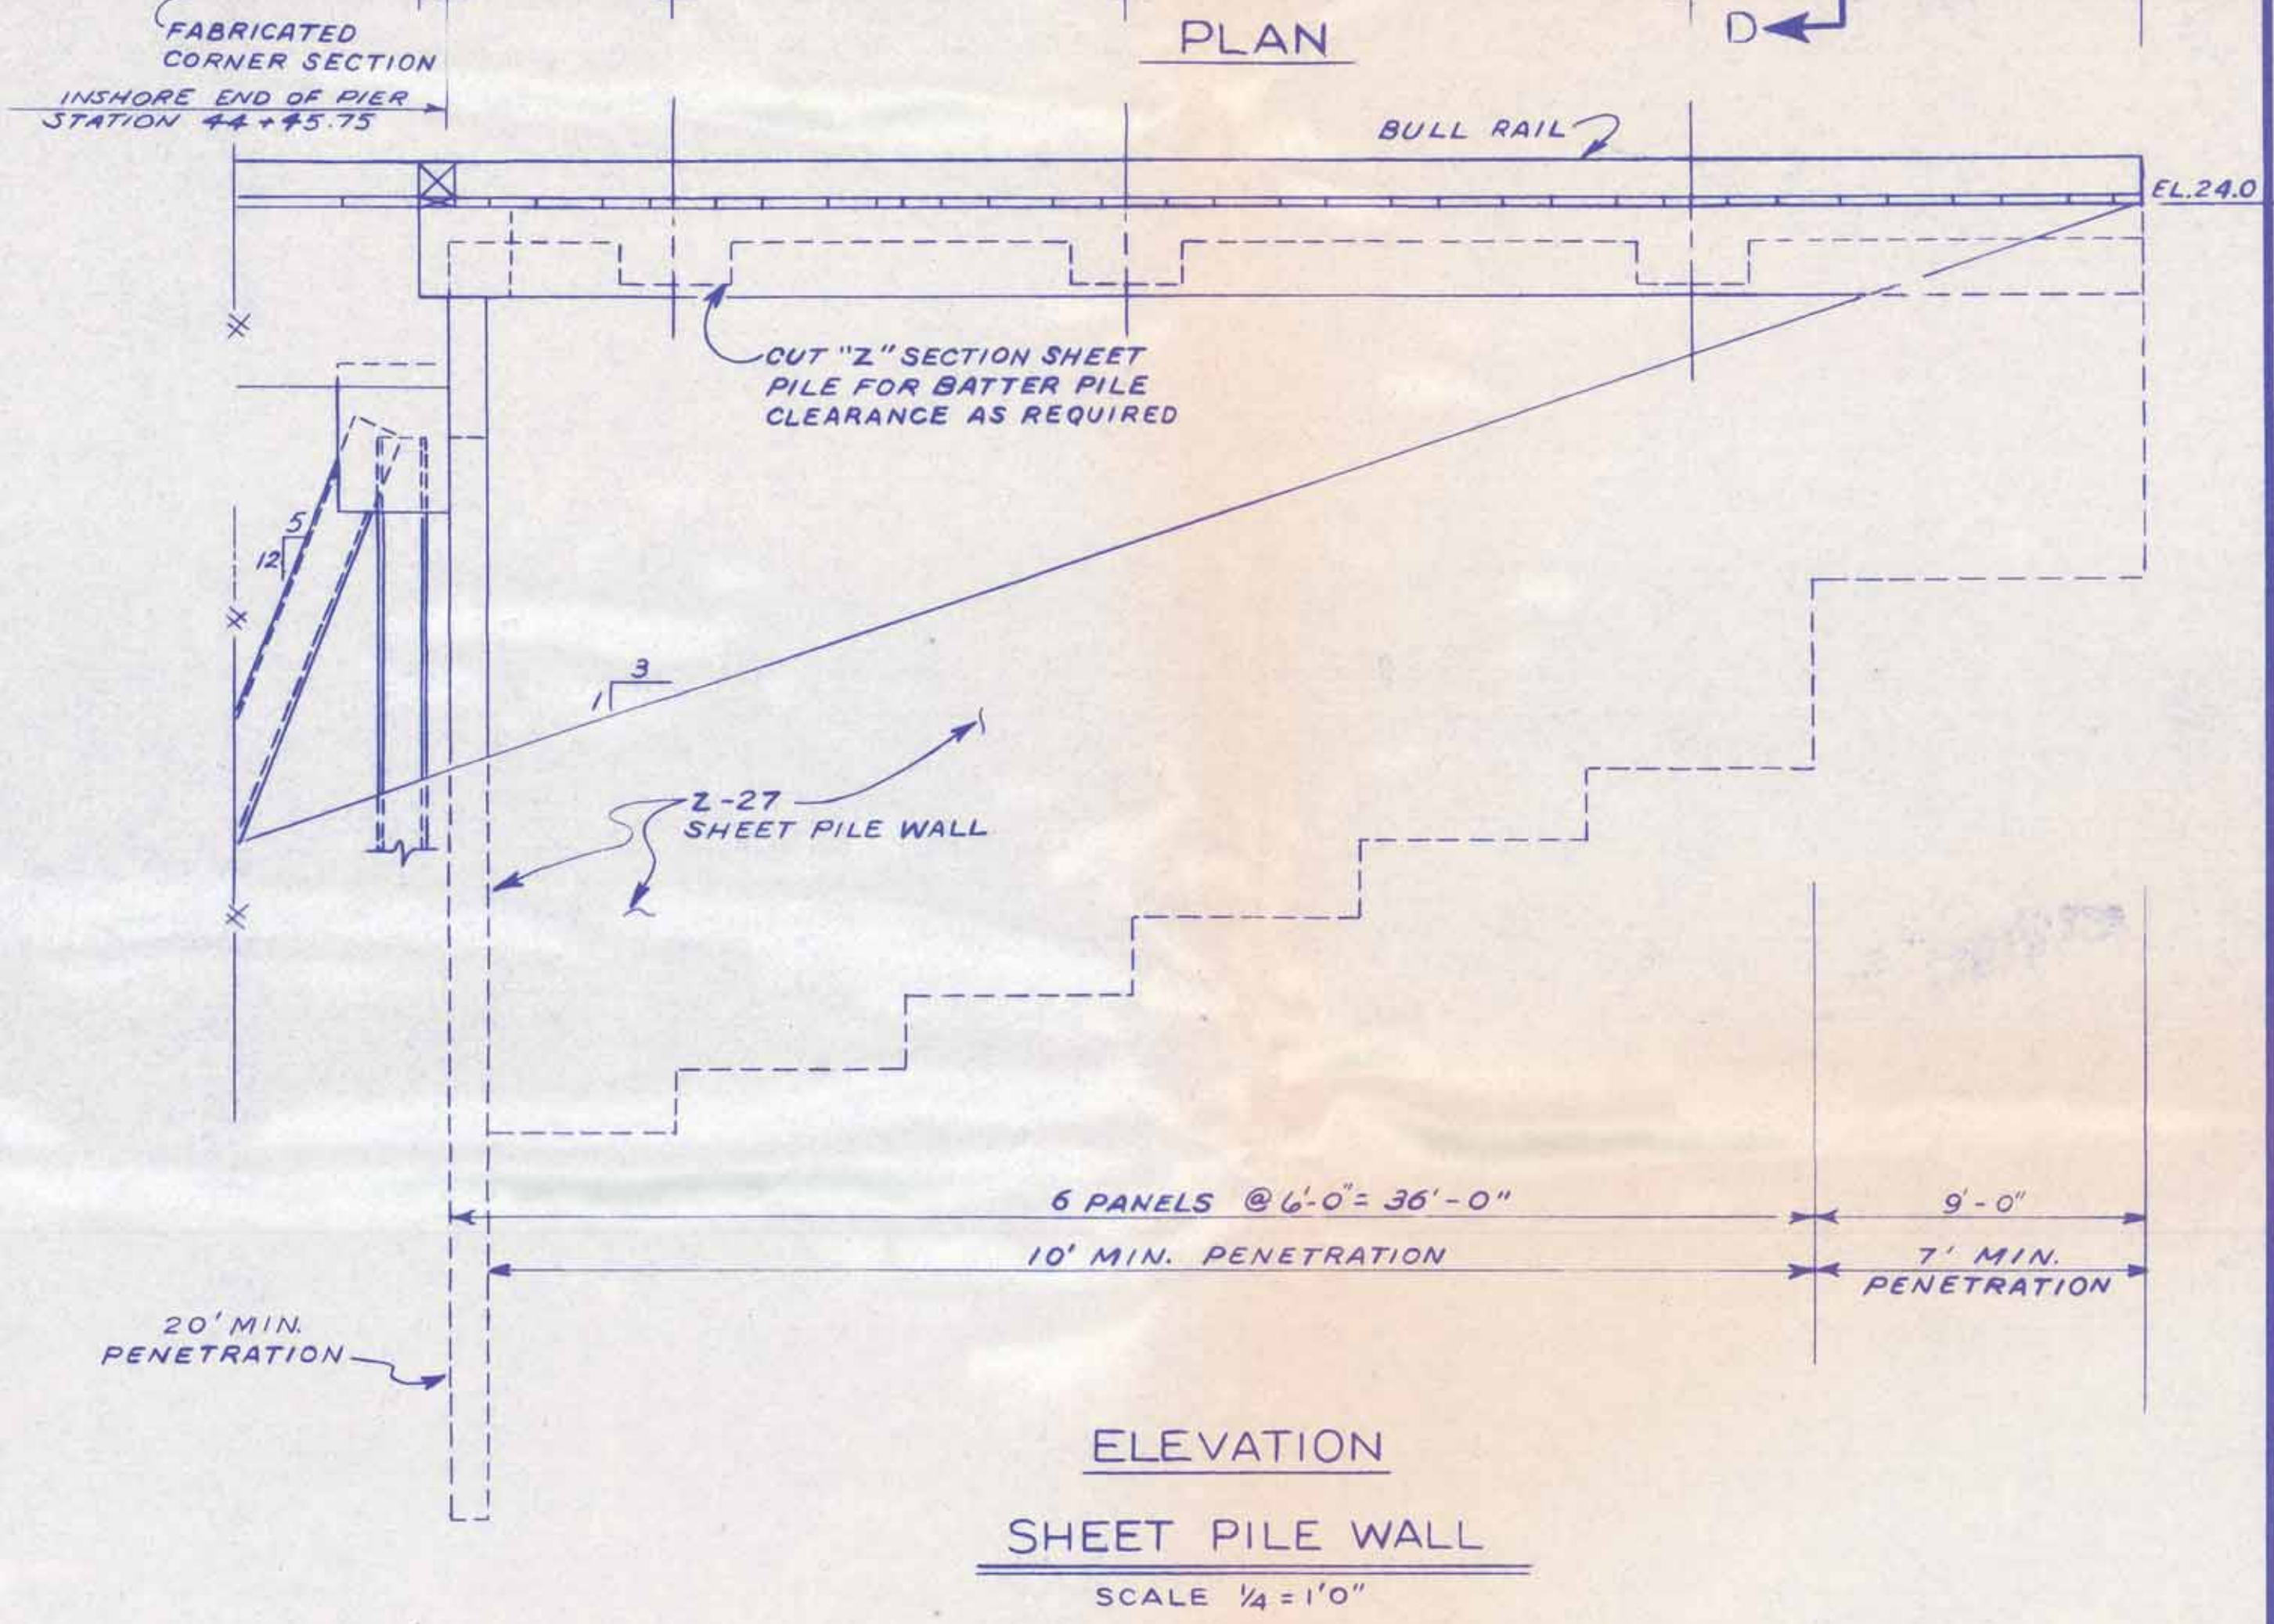 FABRICATED
CORNER SECTION
INSHORE END OF PIER
STATION 44+45.75
PLAN
D
BULL RAIL
EL.24.0
CUT "Z" SECTION SHEET
PILE FOR BATTER PILE
CLEARANCE AS REQUIRED
5
12
3
1
Z-27
SHEET PILE WALL
6 PANELS @ 6'-0" = 36'-0"
9'-0"
10' MIN. PENETRATION
7' MIN.
PENETRATION
20' MIN.
PENETRATION
ELEVATION
SHEET PILE WALL
SCALE 1/4 = 1'0"